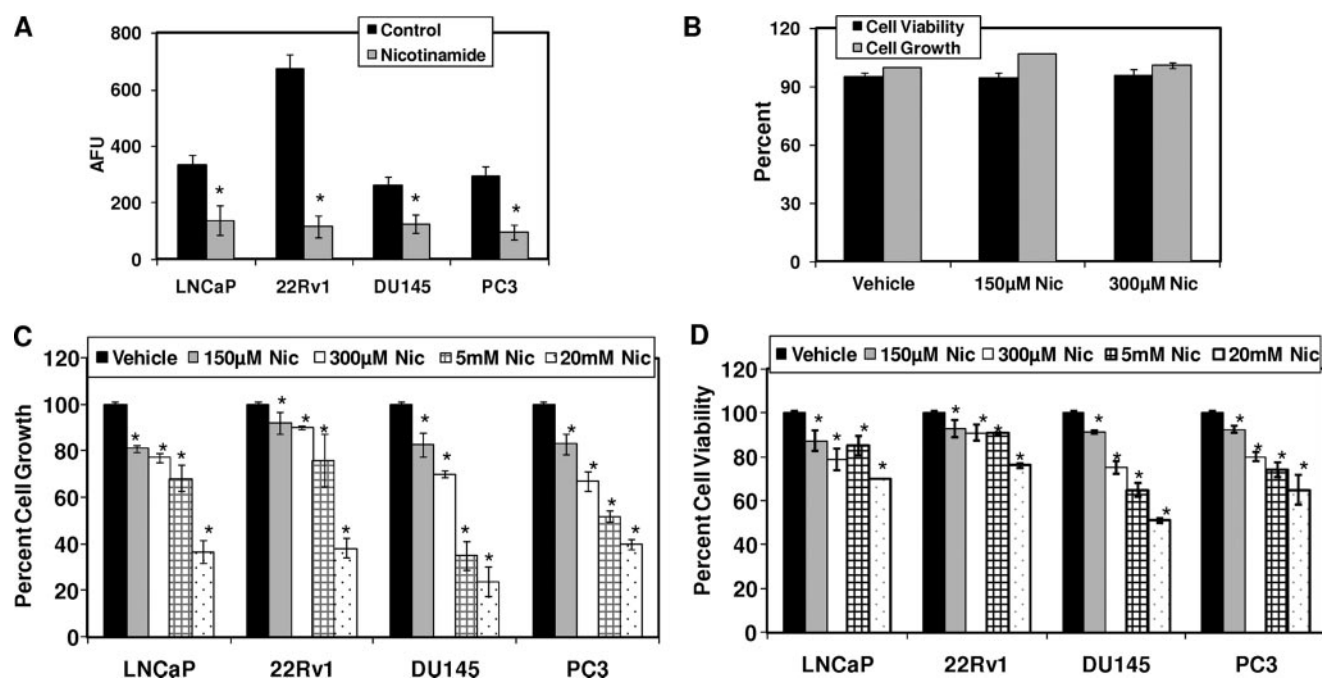 A
Control
Nicotinamide
AFU
800
600
400
200
0
*
*
*
*
LNCaP
22Rv1
DU145
PC3
B
Cell Viability
Cell Growth
Percent
120
90
60
30
0
Vehicle
150µM Nic
300µM Nic
C
Vehicle
150µM Nic
300µM Nic
5mM Nic
20mM Nic
Percent Cell Growth
120
100
80
60
40
20
0
* * * *
* * * *
* * * *
* * * *
LNCaP
22Rv1
DU145
PC3
D
Vehicle
150µM Nic
300µM Nic
5mM Nic
20mM Nic
Percent Cell Viability
120
100
80
60
40
20
0
* * * *
* * * *
* * * *
* * * *
LNCaP
22Rv1
DU145
PC3